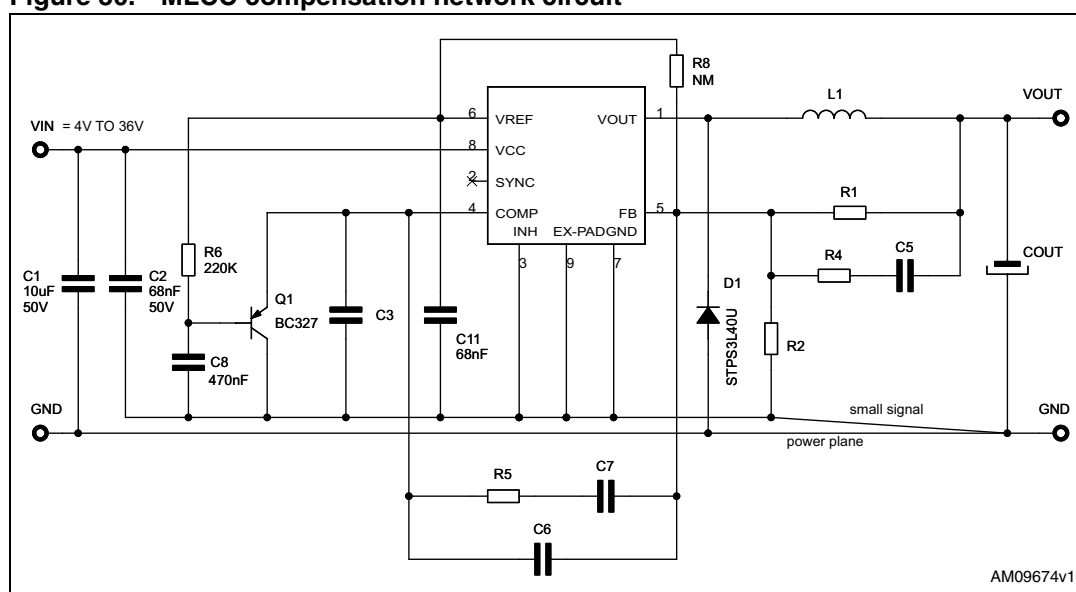 Figure 36. MLCC compensation network circuit
R8
NM
L1
VOUT
VIN = 4V TO 36V
6
VREF
VOUT
1
8
VCC
2
SYNC
4
COMP
FB
5
R1
INH
EX-PAD
GND
3
9
7
R4
C5
COUT
C1
10uF
50V
C2
68nF
50V
R6
220K
Q1
BC327
C3
C11
68nF
D1
STPS3L40U
R2
C8
470nF
GND
small signal
GND
power plane
R5
C7
C6
AM09674v1